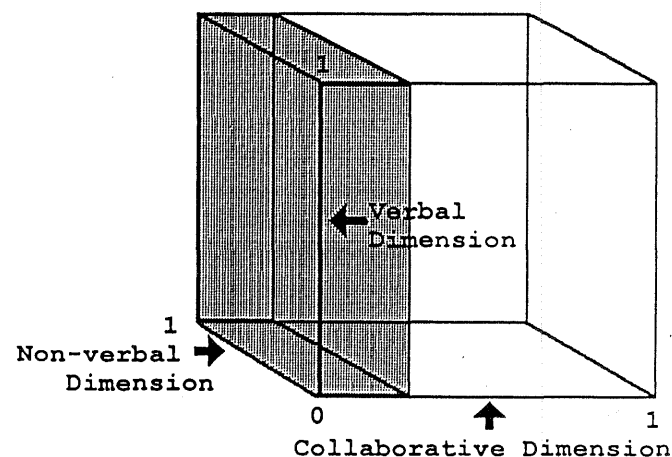 1
Verbal
Dimension
1
Non-verbal
Dimension
0
1
Collaborative Dimension